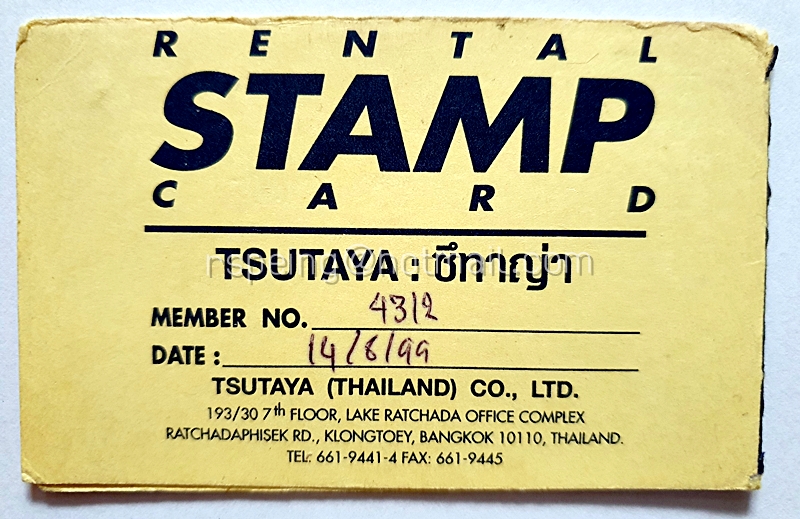 RENTAL
STAMP
CARD
TSUTAYA : ซึทาญ่า
MEMBER NO. 4312
DATE : 14/6/99
TSUTAYA (THAILAND) CO., LTD.
193/30 7th FLOOR, LAKE RATCHADA OFFICE COMPLEX
RATCHADAPHISEK RD., KLONGTOEY, BANGKOK 10110, THAILAND.
TEL: 661-9441-4 FAX: 661-9445